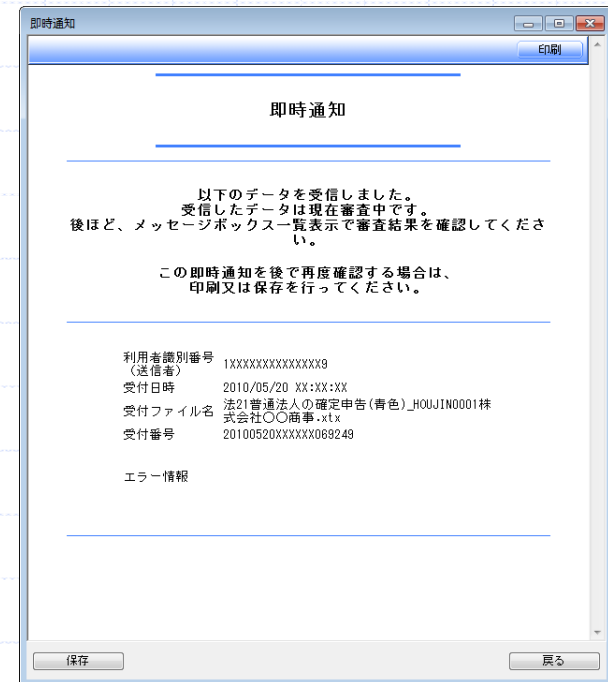 即時通知
印刷
即時通知
以下のデータを受信しました。
受信したデータは現在審査中です。
後ほど、メッセージボックス一覧表示で審査結果を確認してくださ
い。
この即時通知を後で再度確認する場合は、
印刷又は保存を行ってください。
利用者識別番号
(送信者)
1XXXXXXXXXXXXXX9
受付日時 2010/05/20 XX:XX:XX
受付ファイル名 法21普通法人の確定申告(青色)_HOUJIN0001株
式会社〇〇商事.xtx
受付番号 20100520XXXXXX069249
エラー情報
保存
戻る